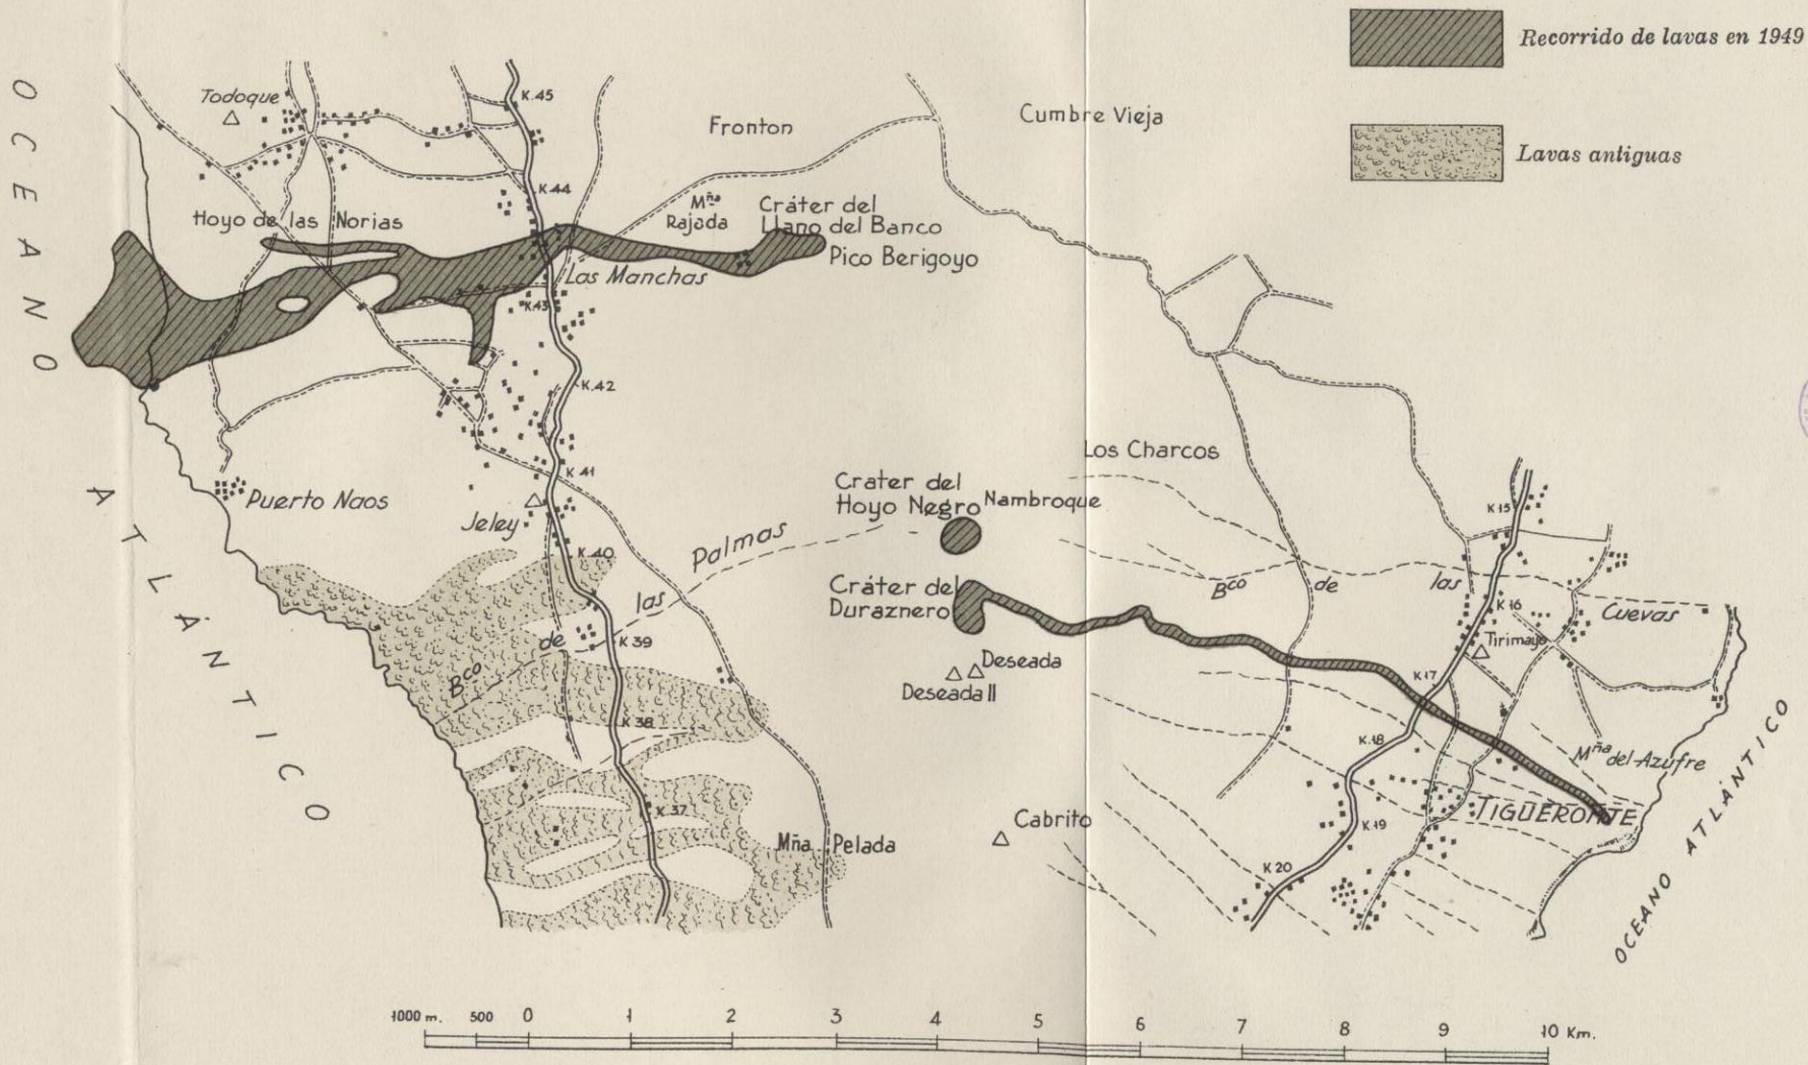 Recorrido de lavas en 1949
Lavas antiguas
OCEANO ATLÁNTICO
Todoque
K.45
Fronton
Cumbre Vieja
K.44
Hoyo de las Norias
Mña
Rajada
Cráter del
Llano del Banco
Pico Berigoyo
Las Manchas
K.43
K.42
K.41
Puerto Naos
Jeley
K.40
Bco de las Palmas
K 39
K 38
K.37
Mña Pelada
Los Charcos
Crater del
Hoyo Negro
Nambroque
Cráter del
Duraznero
Deseada
Deseada II
Cabrito
K 15
Bco de las Cuevas
K 16
Tirimayo
K 17
K.18
Mña del Azufre
TIGUERONTE
K 19
K 20
OCEANO ATLÁNTICO
1000 m. 500 0 1 2 3 4 5 6 7 8 9 10 Km.